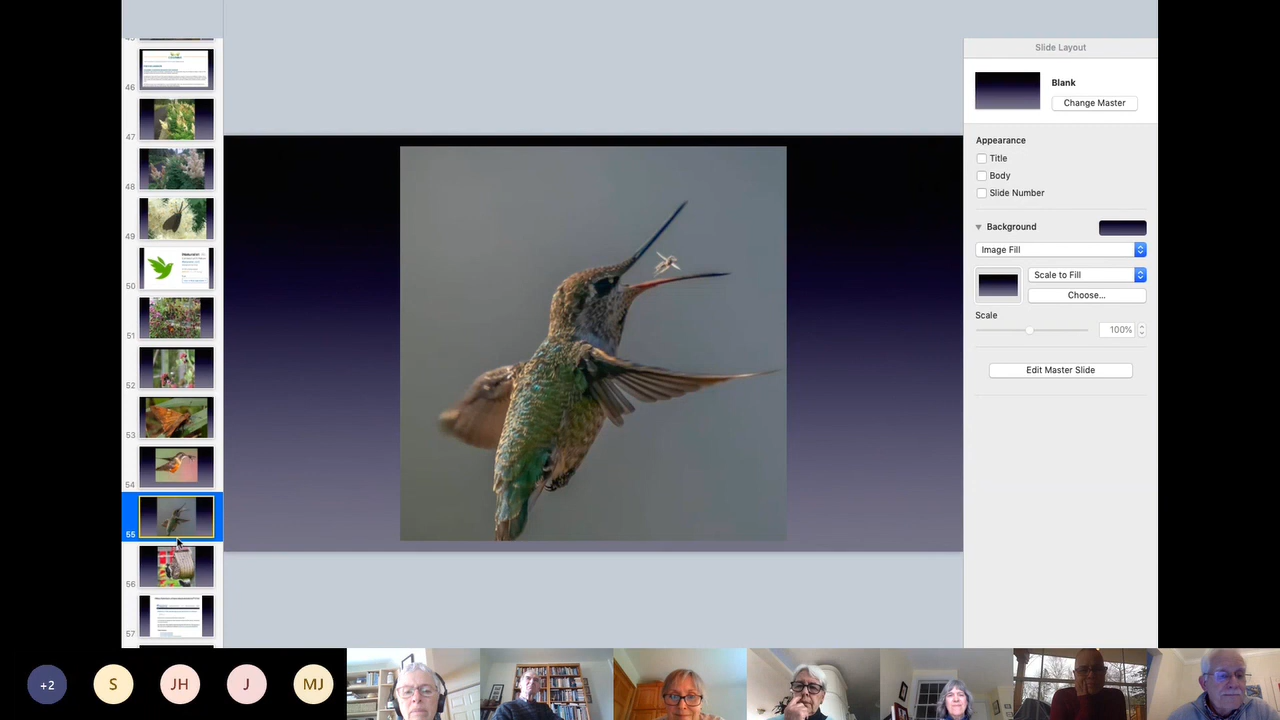 46
47
48
49
50
51
52
53
54
55
56
57
Slide Layout
Blank
Change Master
Appearance
Title
Body
Slide Number
Background
Image Fill
Scale to Fill
Choose...
Scale
100%
Edit Master Slide
+2
S
JH
J
MJ